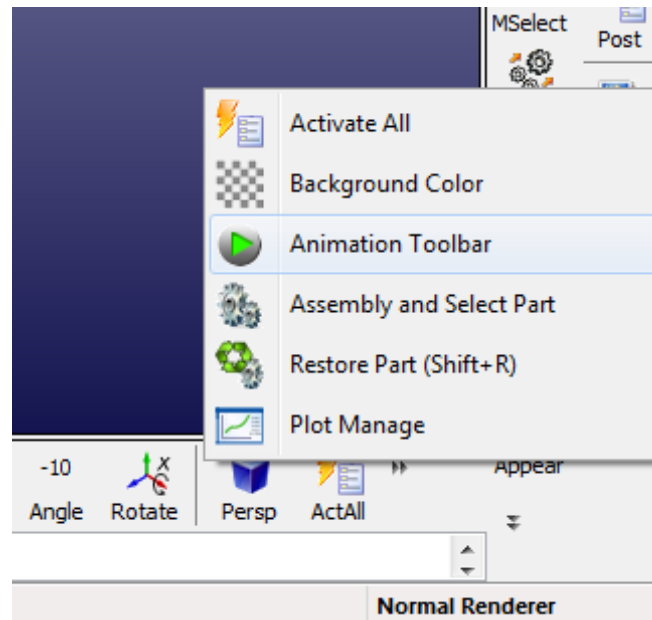 MSelect
Post
Activate All
Background Color
Animation Toolbar
Assembly and Select Part
Restore Part (Shift+R)
Plot Manage
-10
Appear
Angle Rotate Persp ActAll
Normal Renderer